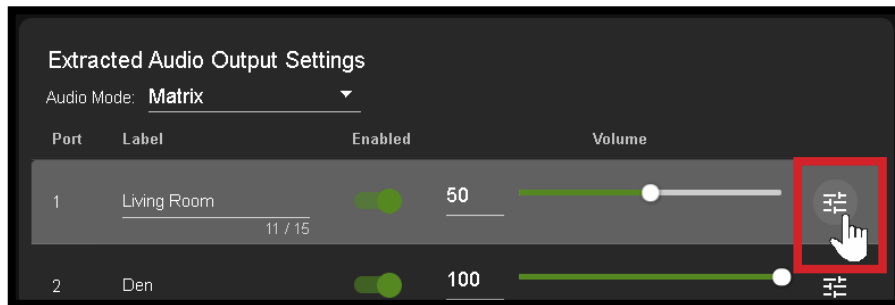 Extracted Audio Output Settings
Audio Mode: Matrix
Port Label Enabled Volume
1 Living Room 50
11 / 15
2 Den 100